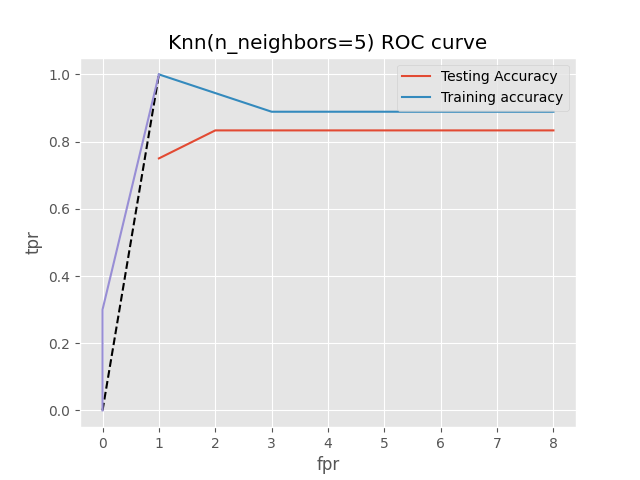 Knn(n_neighbors=5) ROC curve
Testing Accuracy
Training accuracy
1.0
0.8
0.6
0.4
0.2
0.0
tpr
0 1 2 3 4 5 6 7 8
fpr